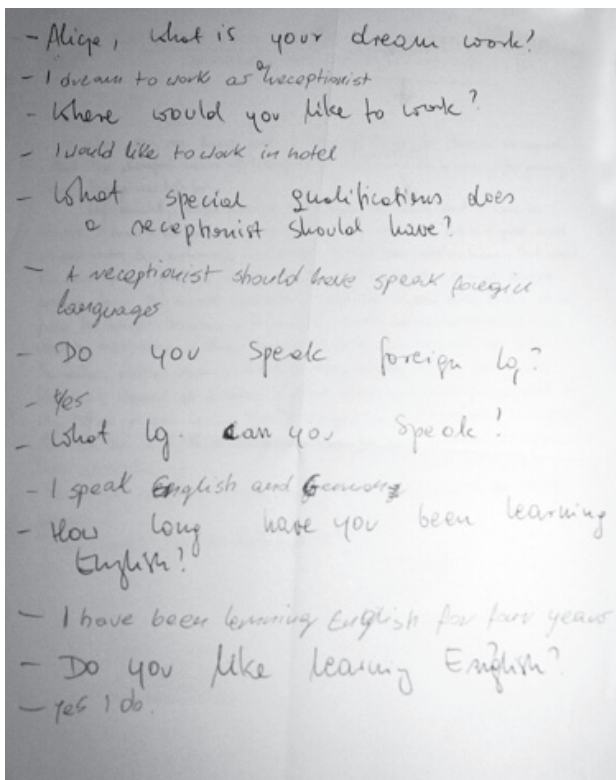 - Alicja, what is your dream work?
- I dream to work as a receptionist
- Where would you like to work?
- I would like to work in hotel
- What special qualifications does
a receptionist should have?
- A receptionist should have speak foregin
languages
- Do you speak foreign lg?
- Yes
- What lg. can you speak?
- I speak English and
- How long have you been learning
English?
- I have been learning English for four years
- Do you like learning English?
- yes I do.